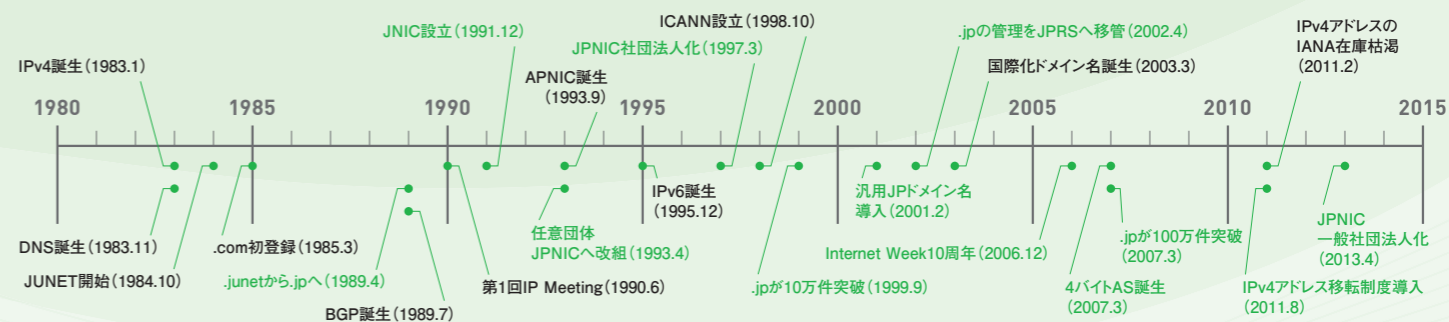 ICANN設立（1998.10）
JNIC設立（1991.12）
.jpの管理をJPRSへ移管（2002.4）
IPv4アドレスの
IANA在庫枯渇
（2011.2）
JPNIC社団法人化（1997.3）
IPv4誕生（1983.1）
APNIC誕生
（1993.9）
国際化ドメイン名誕生（2003.3）
1980
1985
1990
1995
2000
2005
2010
2015
DNS誕生（1983.11）
JUNET開始（1984.10）
.com初登録（1985.3）
.junetから.jpへ（1989.4）
BGP誕生（1989.7）
第1回IP Meeting（1990.6）
任意団体
JPNICへ改組（1993.4）
IPv6誕生
（1995.12）
.jpが10万件突破（1999.9）
汎用JPドメイン名
導入（2001.2）
Internet Week10周年（2006.12）
4バイトAS誕生
（2007.3）
.jpが100万件突破
（2007.3）
IPv4アドレス移転制度導入
（2011.8）
JPNIC
一般社団法人化
（2013.4）